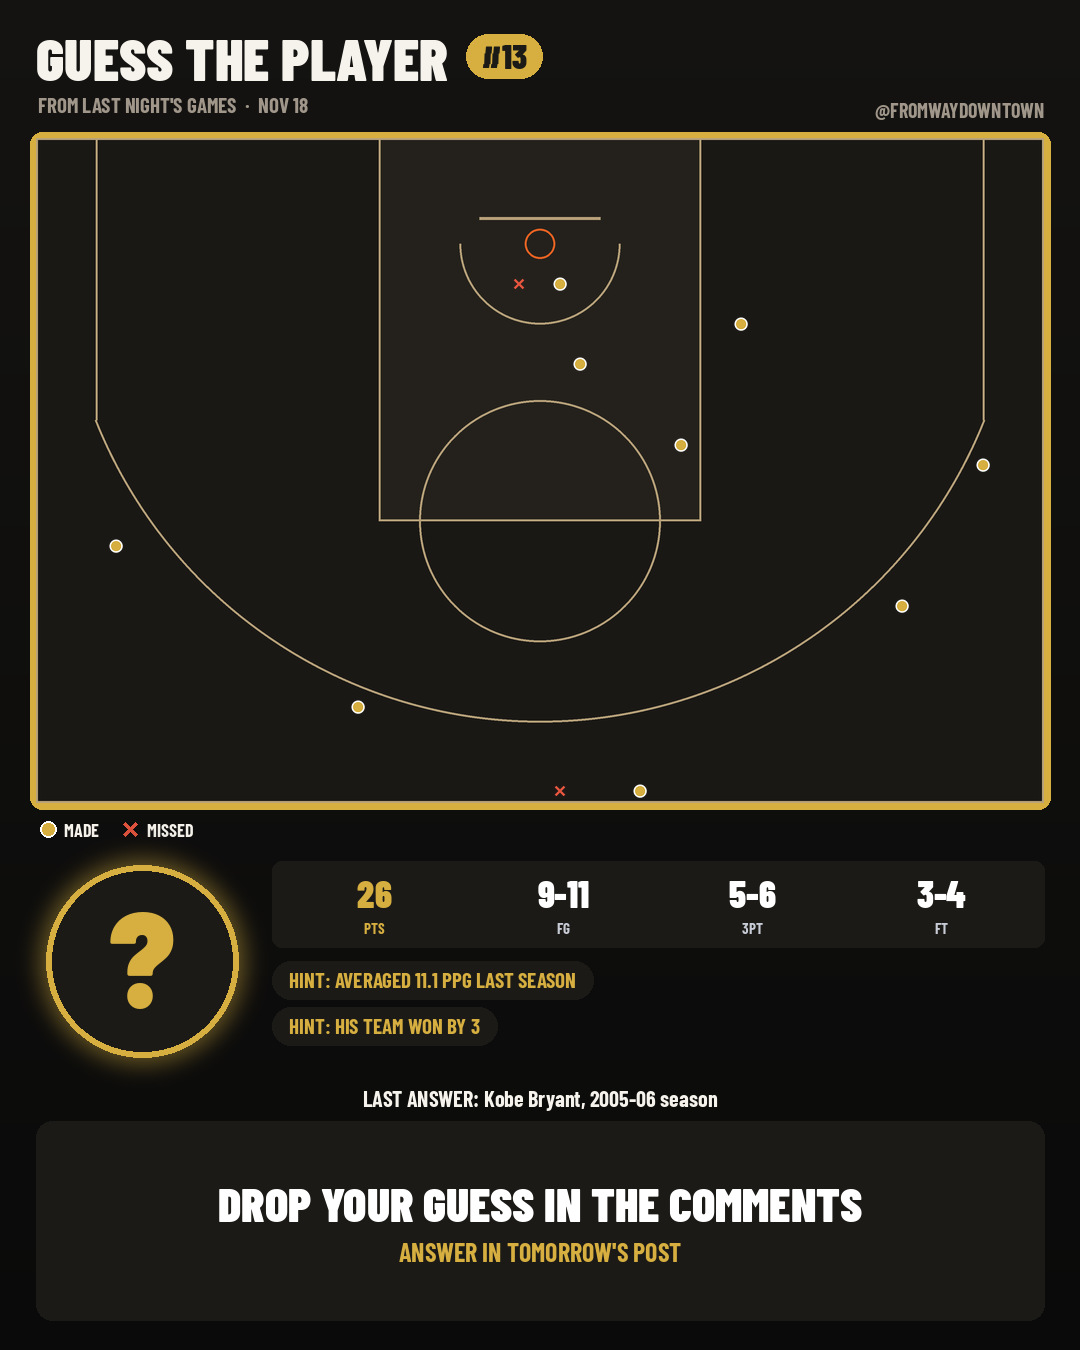 GUESS THE PLAYER #13
FROM LAST NIGHT'S GAMES · NOV 18
@FROMWAYDOWNTOWN
MADE MISSED
?
26 9-11 5-6 3-4
PTS FG 3PT FT
HINT: AVERAGED 11.1 PPG LAST SEASON
HINT: HIS TEAM WON BY 3
LAST ANSWER: Kobe Bryant, 2005-06 season
DROP YOUR GUESS IN THE COMMENTS
ANSWER IN TOMORROW'S POST